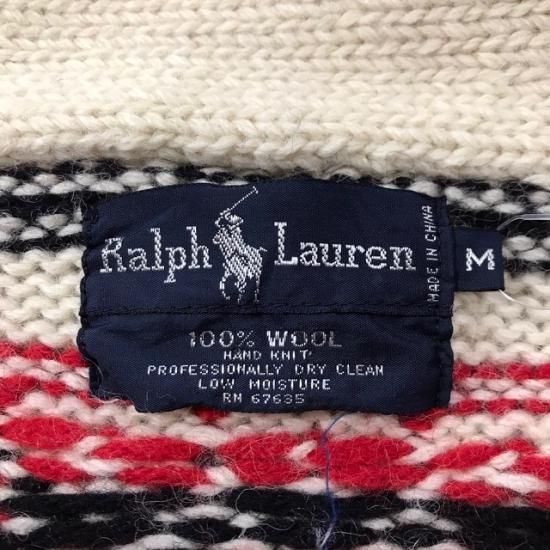 Ralph Lauren
MADE IN CHINA
M
100% WOOL
HAND KNIT
PROFESSIONALLY DRY CLEAN
LOW MOISTURE
RN 67635